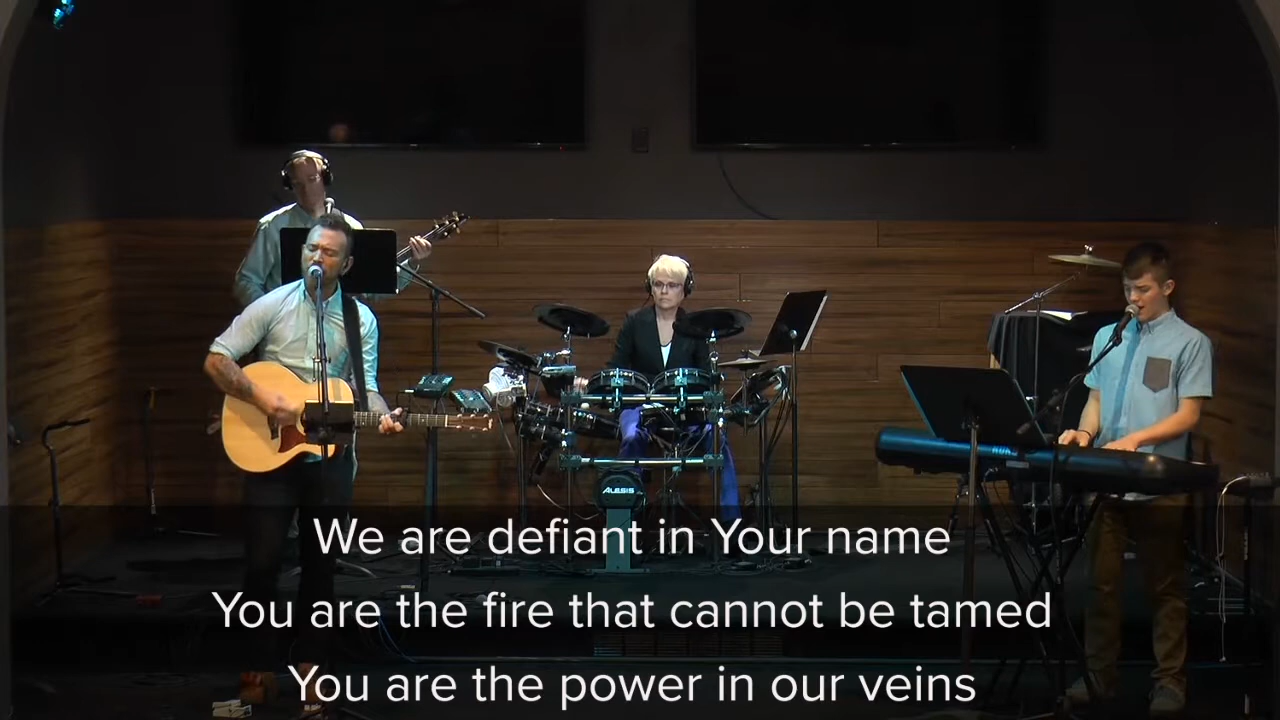 ALESIS
We are defiant in Your name
You are the fire that cannot be tamed
You are the power in our veins